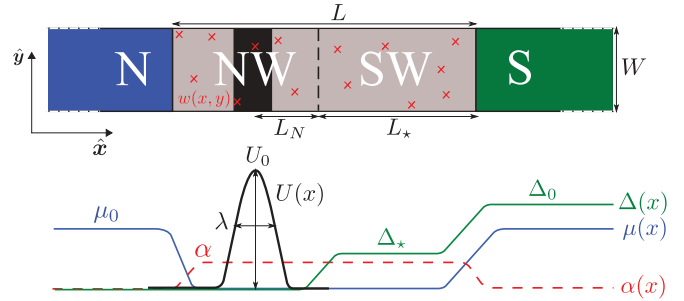 L
N NW SW S
ŷ
W
w(x, y)
x̂
L_N L_⋆
U_0
μ_0 U(x) Δ_0
λ Δ(x)
α Δ_⋆ μ(x)
α(x)